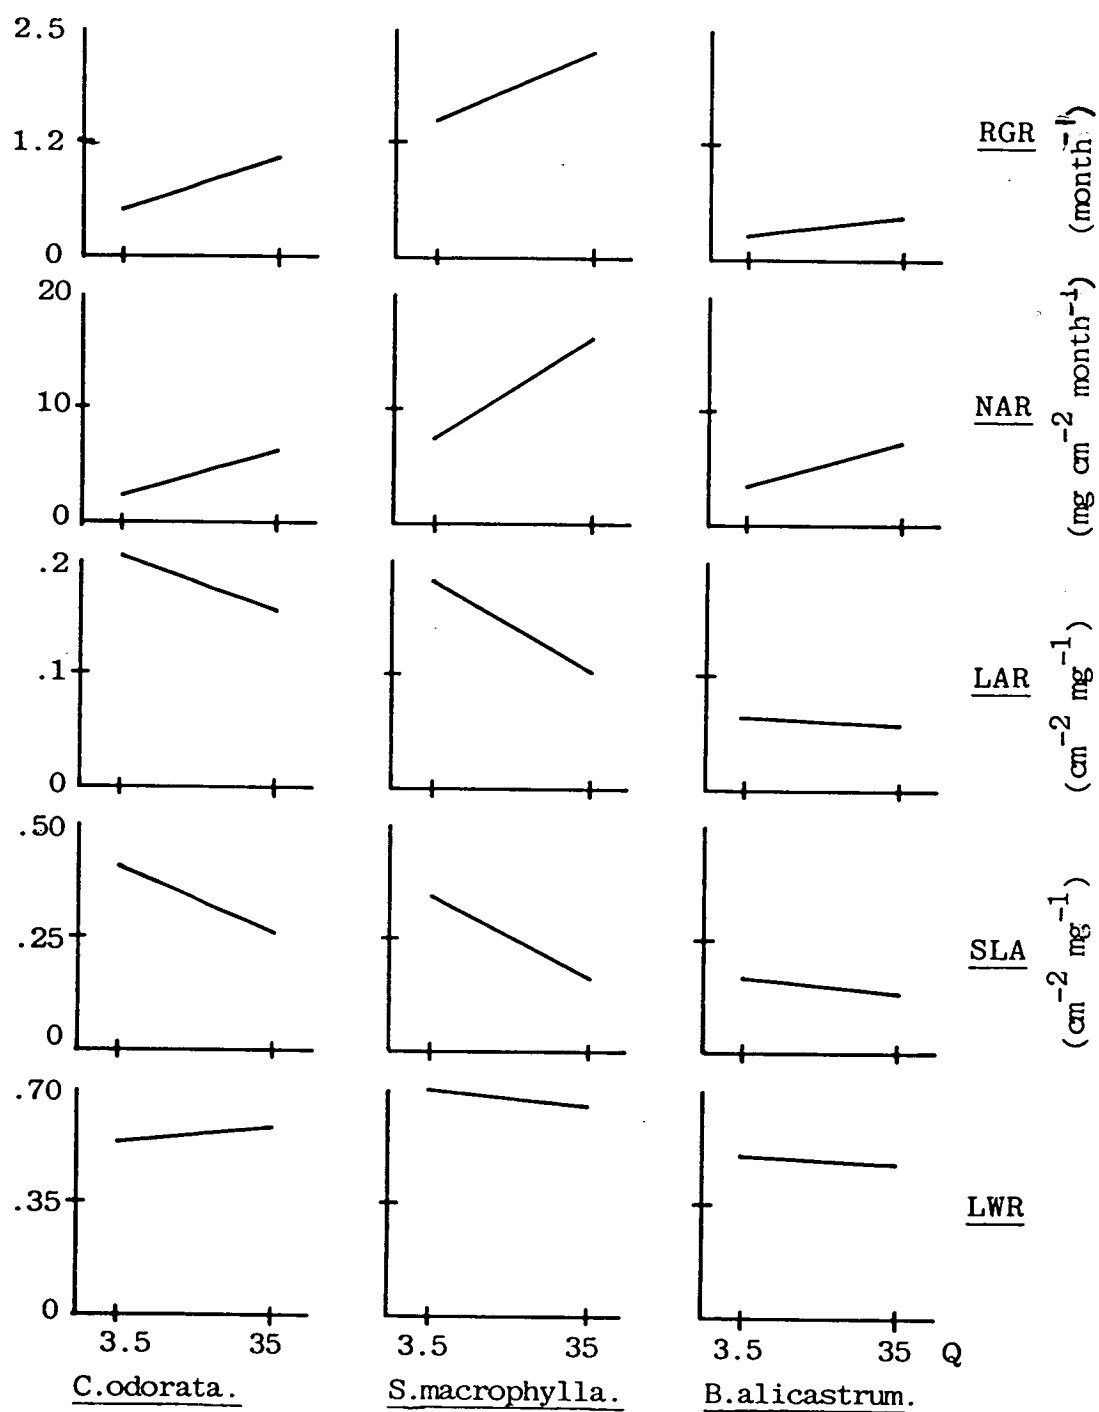 2.5
1.2
0
RGR
(month⁻¹)
20
10
0
NAR
(mg cm⁻² month⁻¹)
.2
.1
0
LAR
(cm⁻² mg⁻¹)
.50
.25
0
SLA
(cm⁻² mg⁻¹)
.70
.35
0
LWR
3.5 35 3.5 35 3.5 35 Q
C.odorata. S.macrophylla. B.alicastrum.